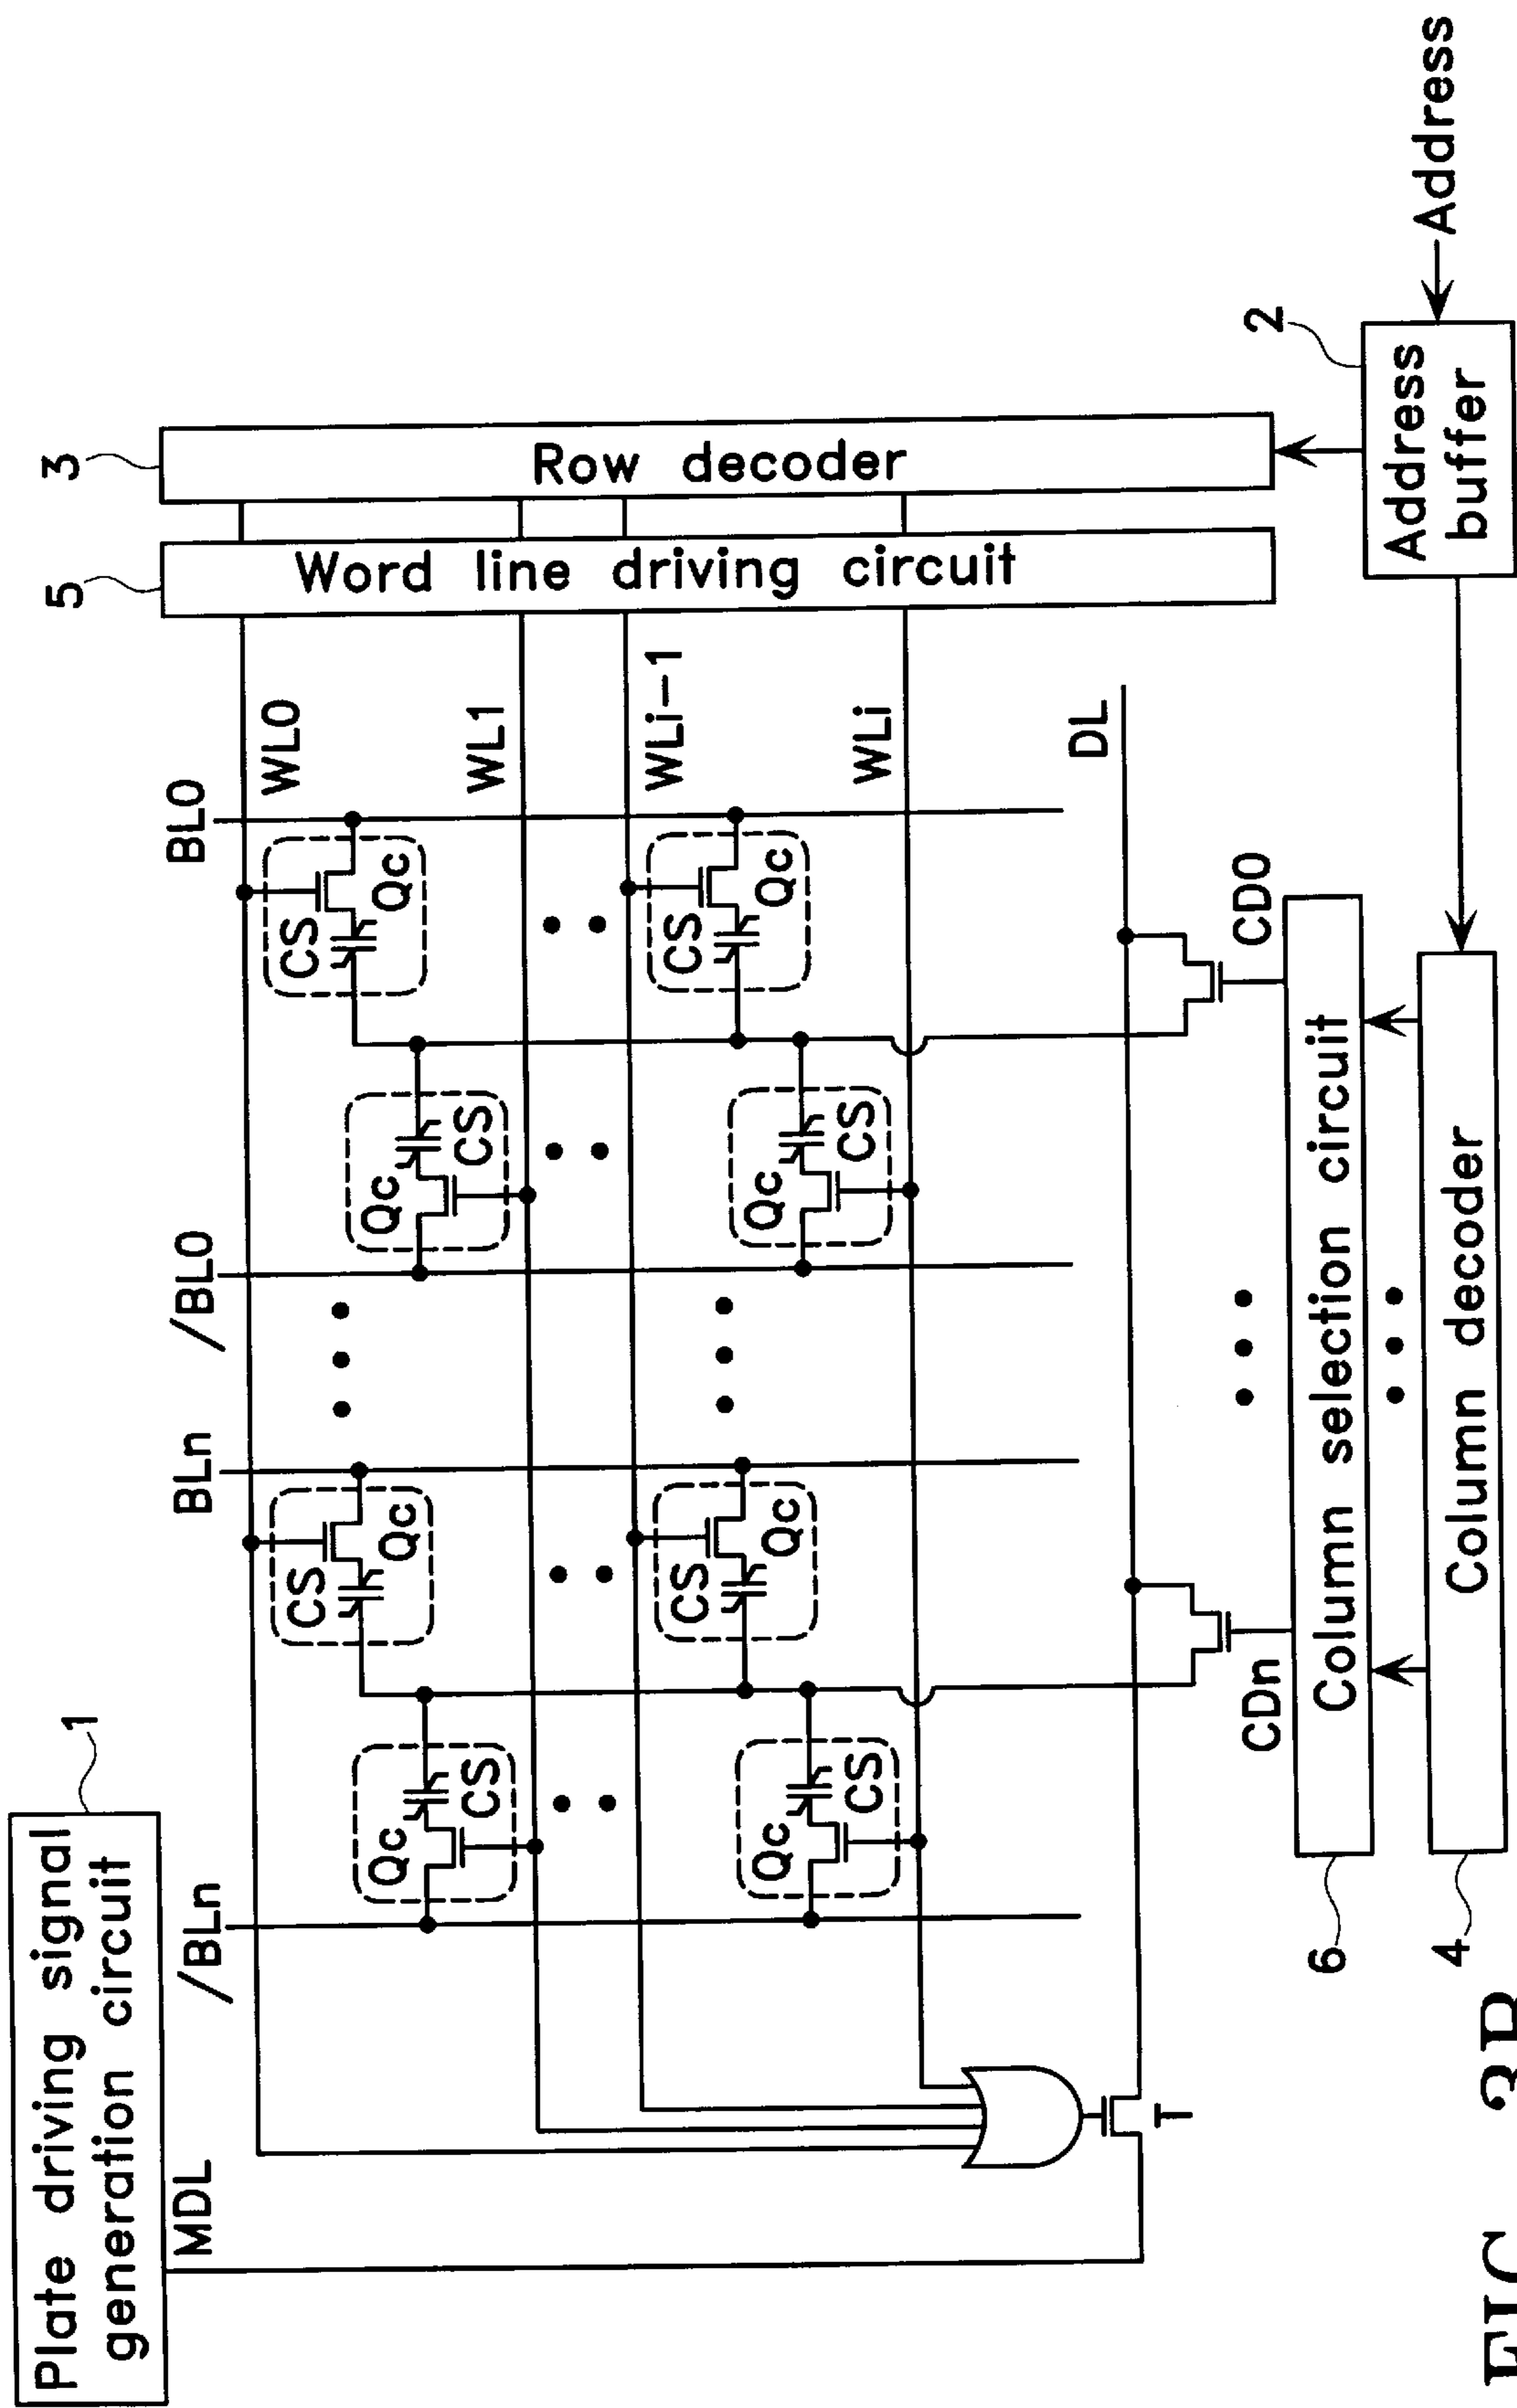 Plate driving signal
generation circuit
1
MDL
/BLn
BLn
/BL0
BL0
WL0
WL1
WLi-1
WLi
DL
Qc
CS
CS
Qc
Qc
CS
CS
Qc
Qc
CS
CS
Qc
Qc
CS
CS
Qc
T
5
Word line driving circuit
3
Row decoder
CDn
CD0
6
Column selection circuit
4
Column decoder
2
Address
buffer
Address